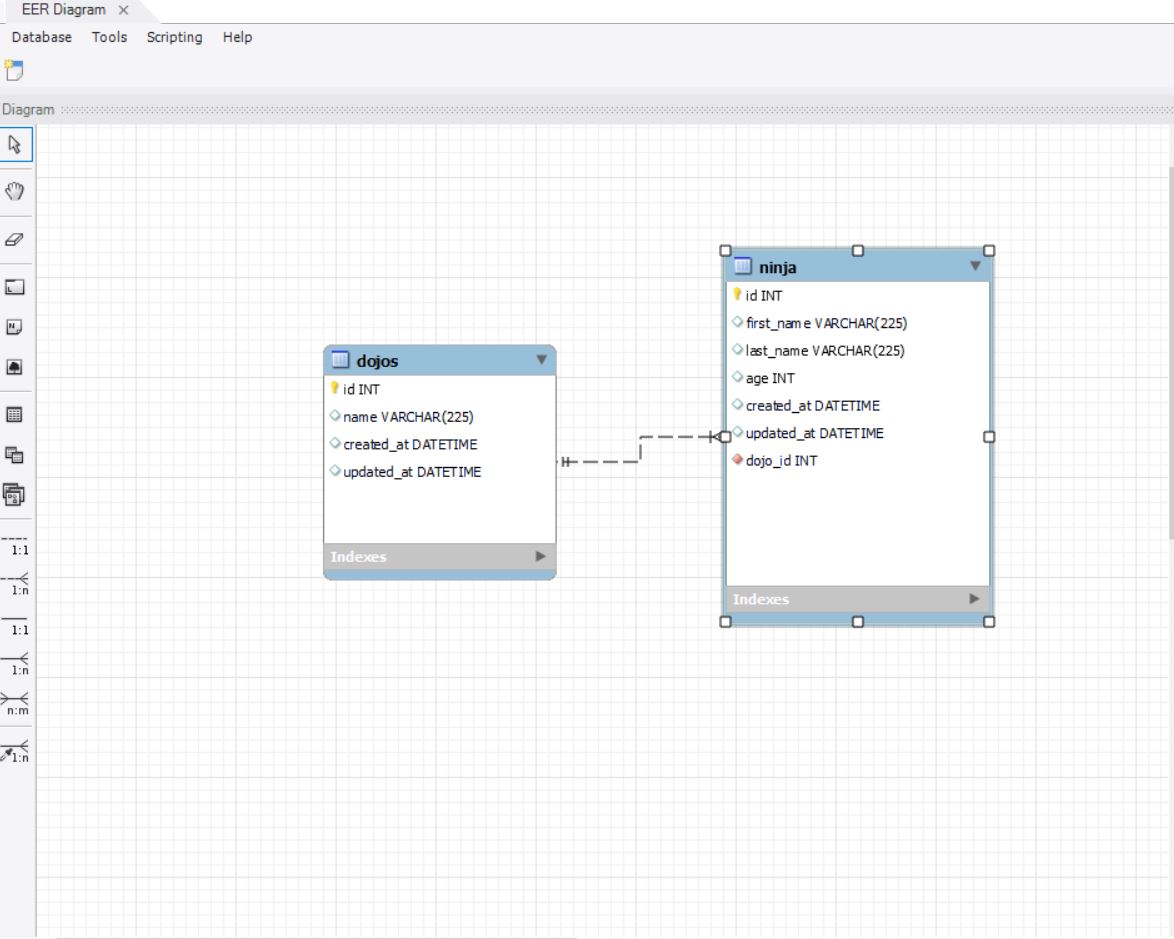 EER Diagram
Database Tools Scripting Help
Diagram
1:1
1:n
1:1
1:n
n:m
1:n
dojos
id INT
name VARCHAR(225)
created_at DATETIME
updated_at DATETIME
Indexes
ninja
id INT
first_name VARCHAR(225)
last_name VARCHAR(225)
age INT
created_at DATETIME
updated_at DATETIME
dojo_id INT
Indexes